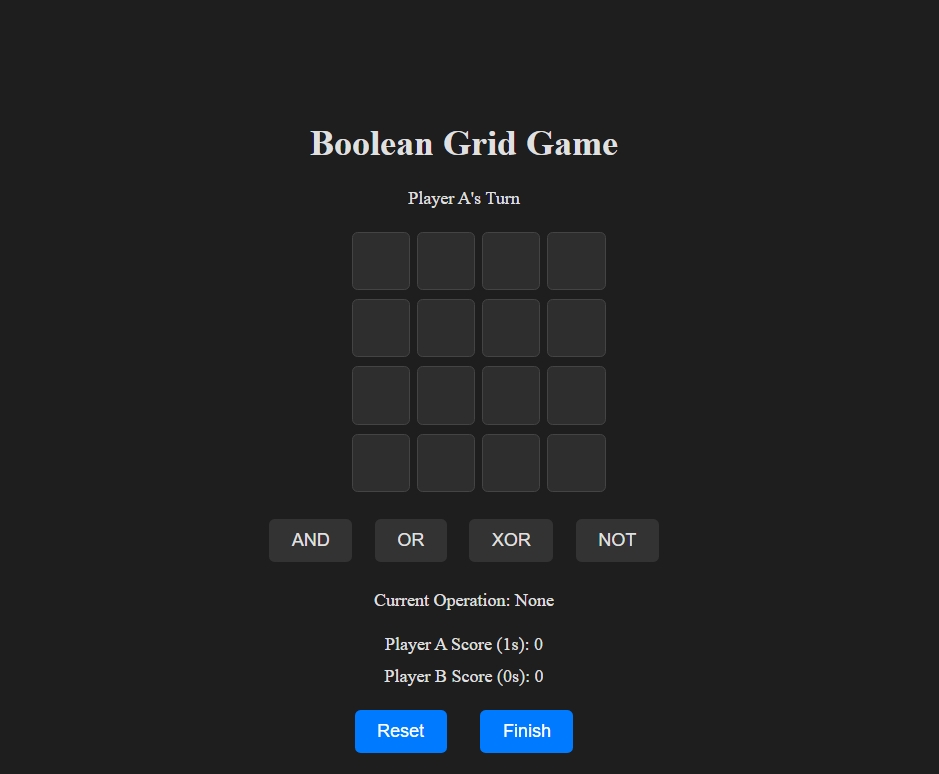 Boolean Grid Game
Player A's Turn
AND OR XOR NOT
Current Operation: None
Player A Score (1s): 0
Player B Score (0s): 0
Reset Finish